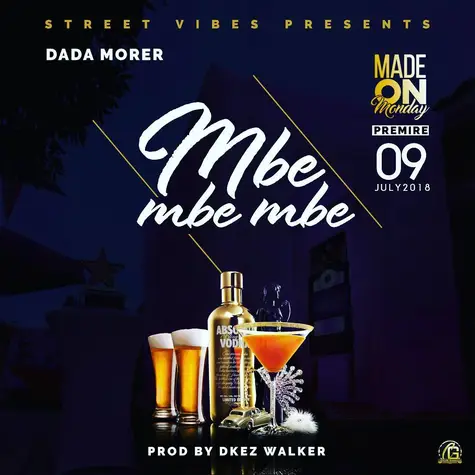 STREET VIBES PRESENTS
DADA MORER
MADE
ON
Monday
PREMIRE
09
JULY2018
Mbe
mbe mbe
ABSOLUT
VODKA
PROD BY DKEZ WALKER